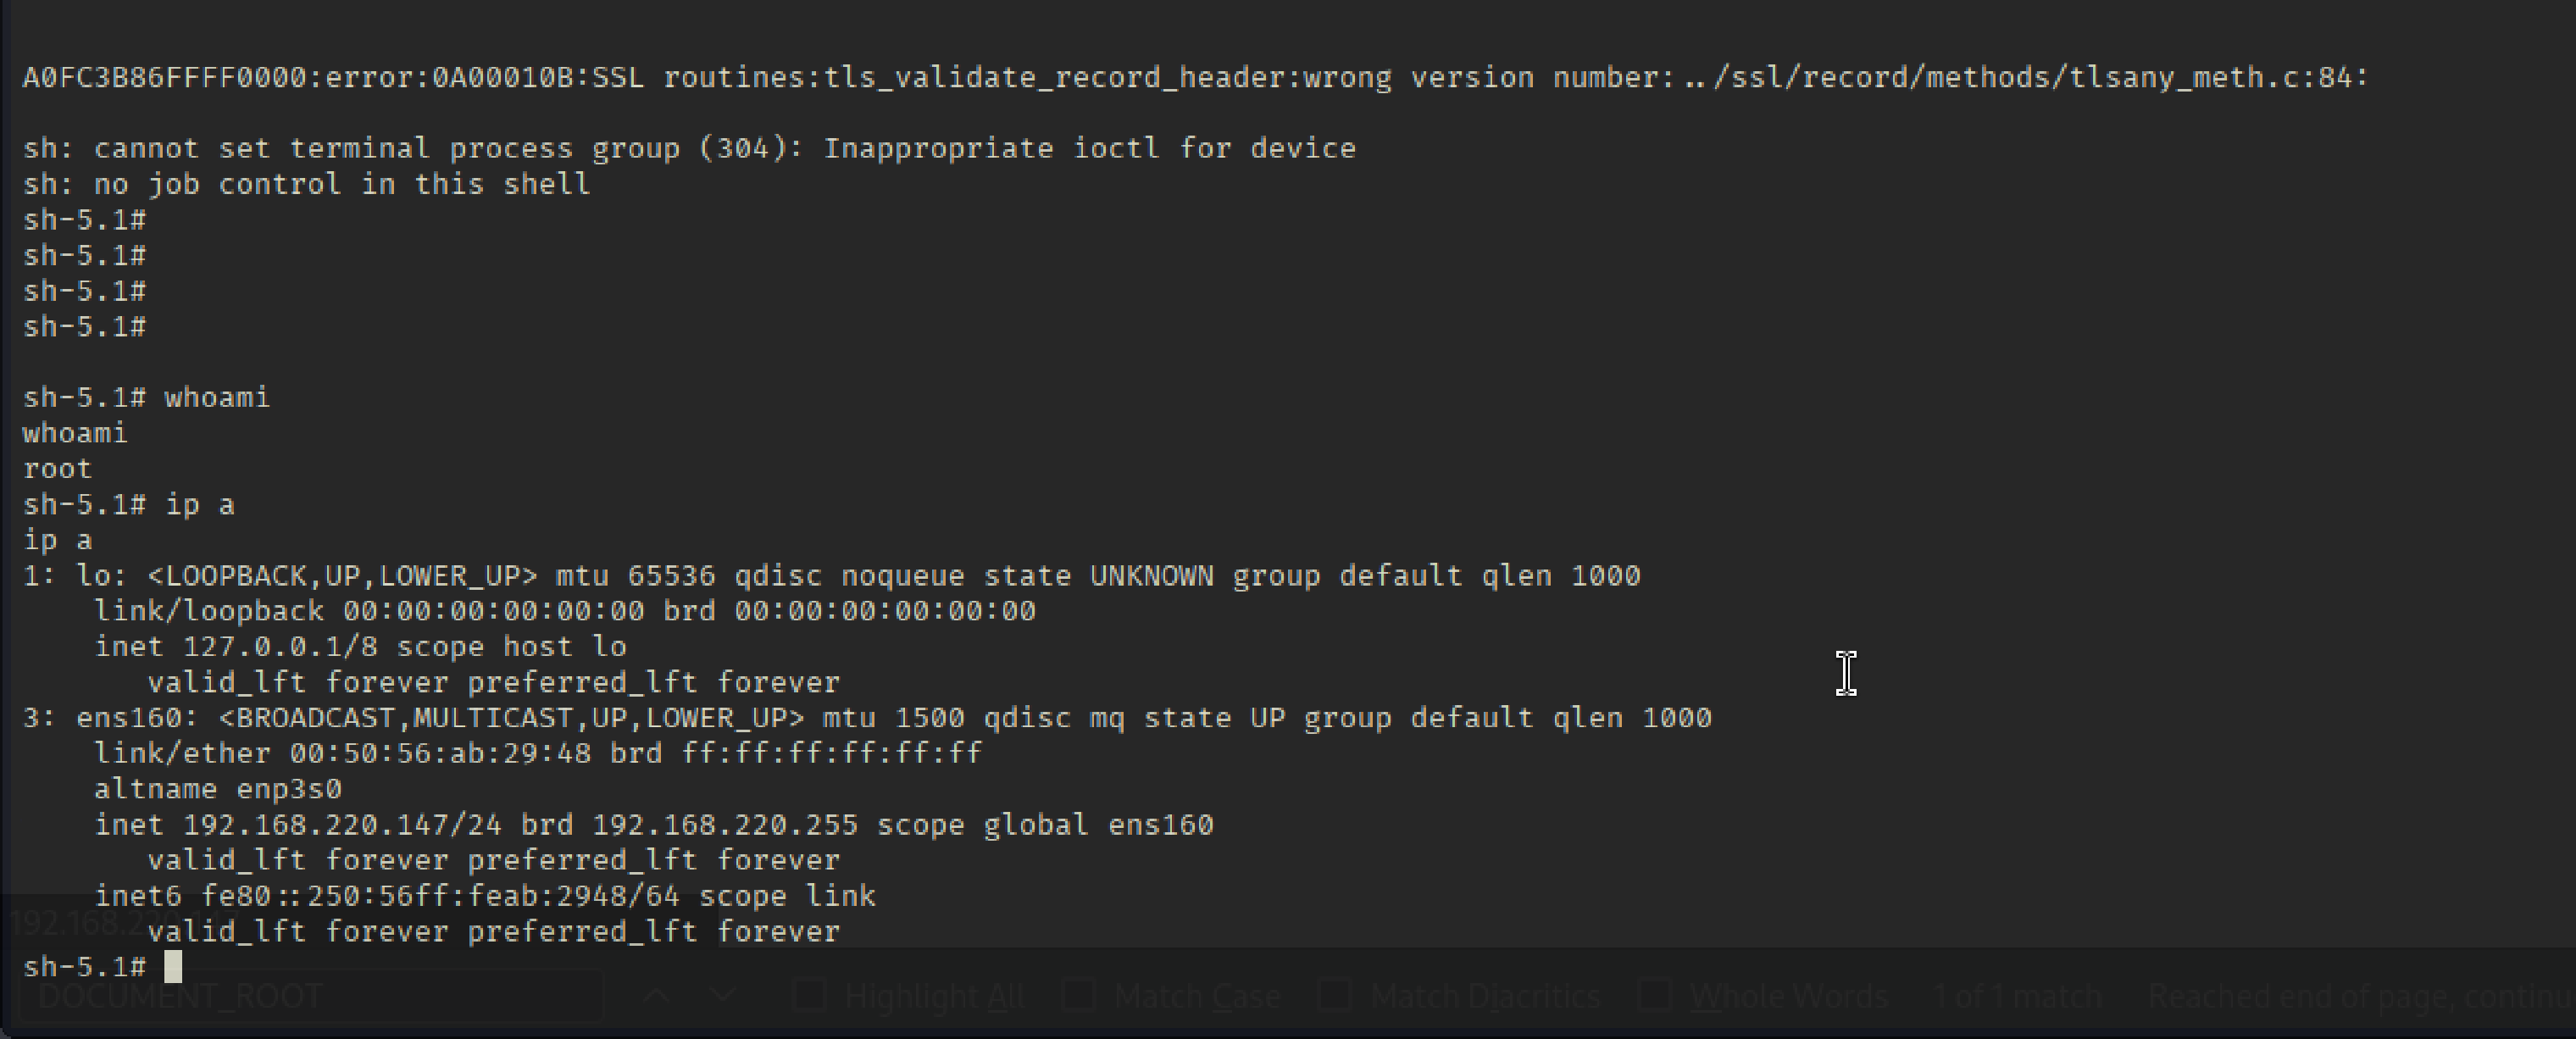 A0FC3B86FFFF0000:error:0A00010B:SSL routines:tls_validate_record_header:wrong version number:../ssl/record/methods/tlsany_meth.c:84:
sh: cannot set terminal process group (304): Inappropriate ioctl for device
sh: no job control in this shell
sh-5.1#
sh-5.1#
sh-5.1#
sh-5.1#
sh-5.1# whoami
whoami
root
sh-5.1# ip a
ip a
1: lo: <LOOPBACK,UP,LOWER_UP> mtu 65536 qdisc noqueue state UNKNOWN group default qlen 1000
link/loopback 00:00:00:00:00:00 brd 00:00:00:00:00:00
inet 127.0.0.1/8 scope host lo
valid_lft forever preferred_lft forever
3: ens160: <BROADCAST,MULTICAST,UP,LOWER_UP> mtu 1500 qdisc mq state UP group default qlen 1000
link/ether 00:50:56:ab:29:48 brd ff:ff:ff:ff:ff:ff
altname enp3s0
inet 192.168.220.147/24 brd 192.168.220.255 scope global ens160
valid_lft forever preferred_lft forever
inet6 fe80::250:56ff:feab:2948/64 scope link
valid_lft forever preferred_lft forever
sh-5.1#
DOCUMENT_ROOT Highlight All Match Case Match Diacritics Whole Words 1 of 1 match Reached end of page,